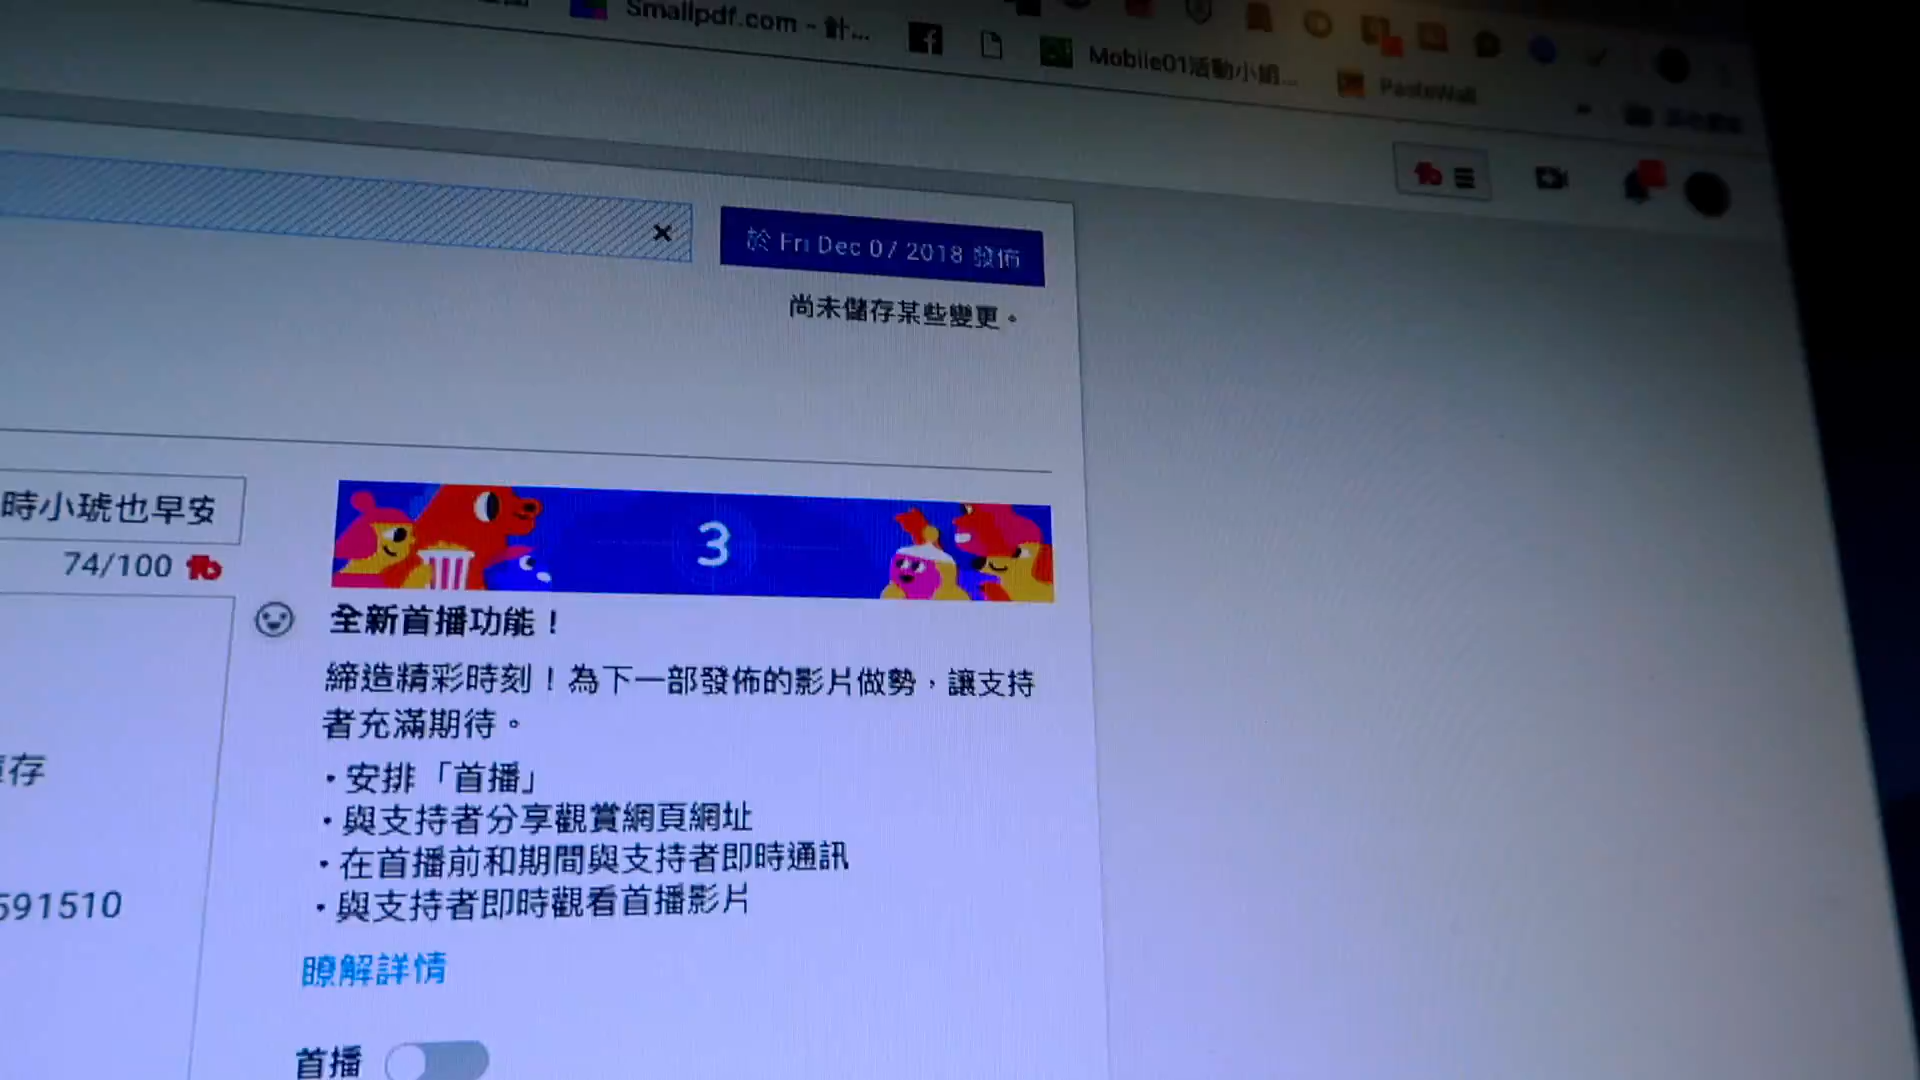 Smallpdf.com - 針...
Mobile01活動小組...
PasteWall
於 Fri Dec 07 2018 發佈
尚未儲存某些變更。
時小琥也早安
74/100
3
全新首播功能！
締造精彩時刻！為下一部發佈的影片做勢，讓支持
者充滿期待。
・安排「首播」
・與支持者分享觀賞網頁網址
・在首播前和期間與支持者即時通訊
存
・與支持者即時觀看首播影片
591510
瞭解詳情
首播